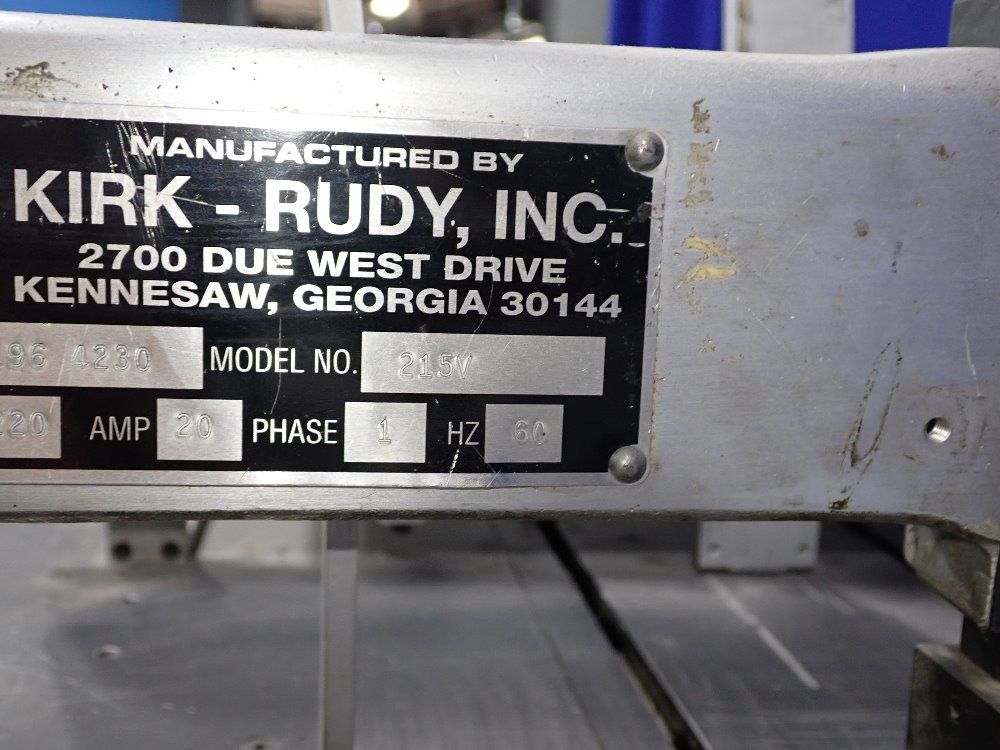 MANUFACTURED BY
KIRK - RUDY, INC.
2700 DUE WEST DRIVE
KENNESAW, GEORGIA 30144
196 4230 MODEL NO. 215V
220 AMP 20 PHASE 1 HZ 60